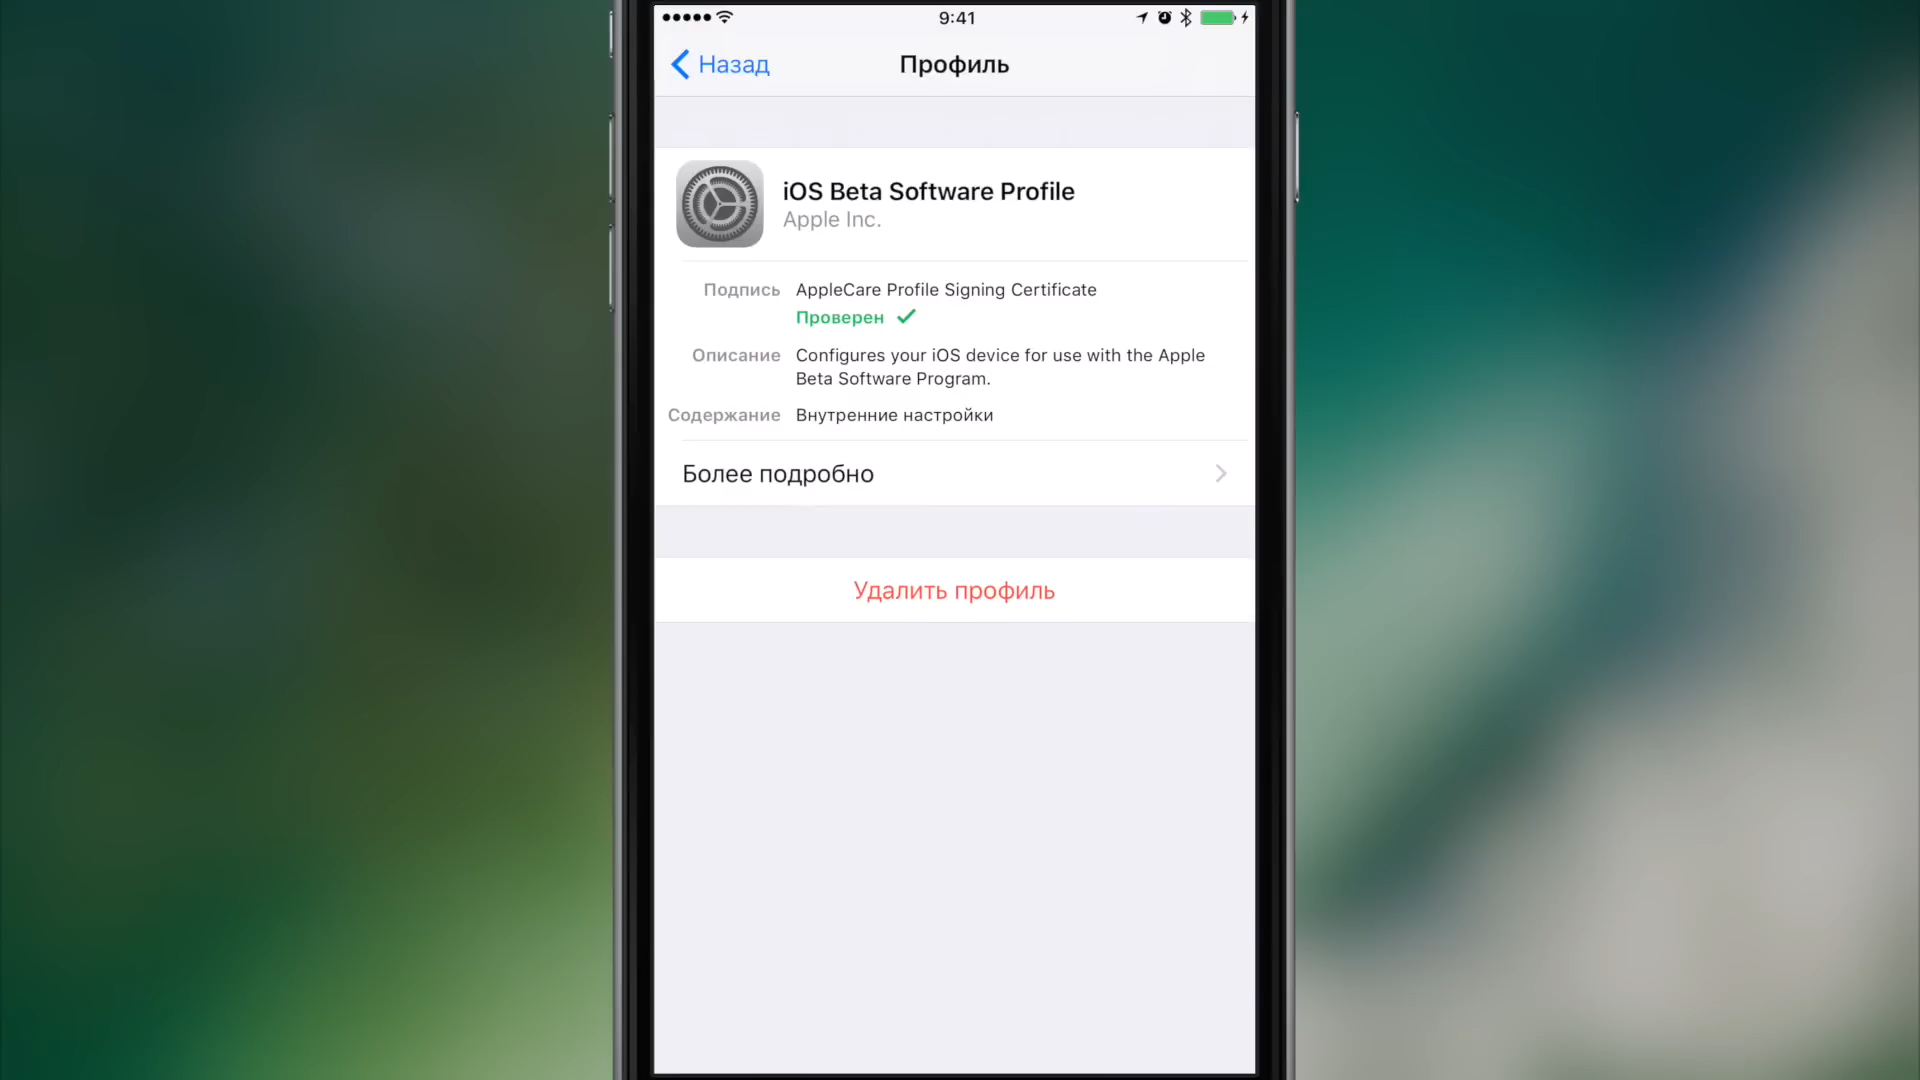 9:41
Назад
Профиль
iOS Beta Software Profile
Apple Inc.
Подпись AppleCare Profile Signing Certificate
Проверен
Описание Configures your iOS device for use with the Apple
Beta Software Program.
Содержание Внутренние настройки
Более подробно
Удалить профиль